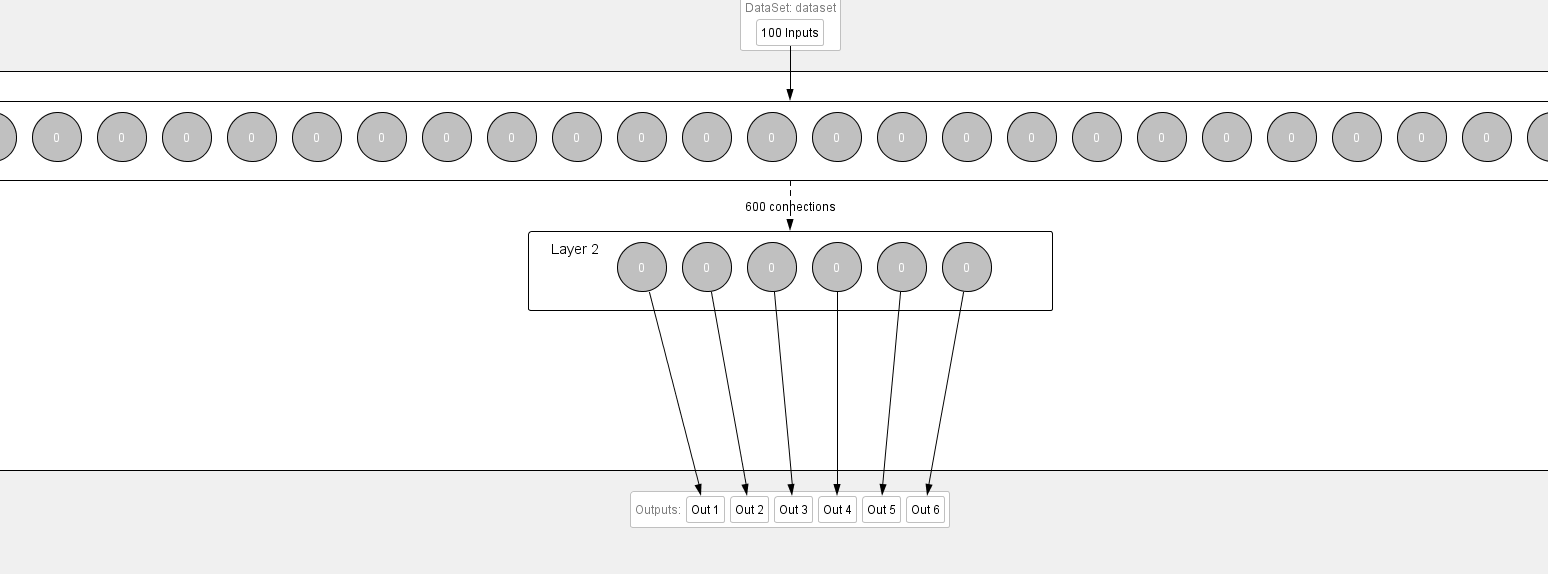 DataSet: dataset
100 Inputs
0 0 0 0 0 0 0 0 0 0 0 0 0 0 0 0 0 0 0 0 0 0 0
600 connections
Layer 2 0 0 0 0 0 0
Outputs: Out 1 Out 2 Out 3 Out 4 Out 5 Out 6